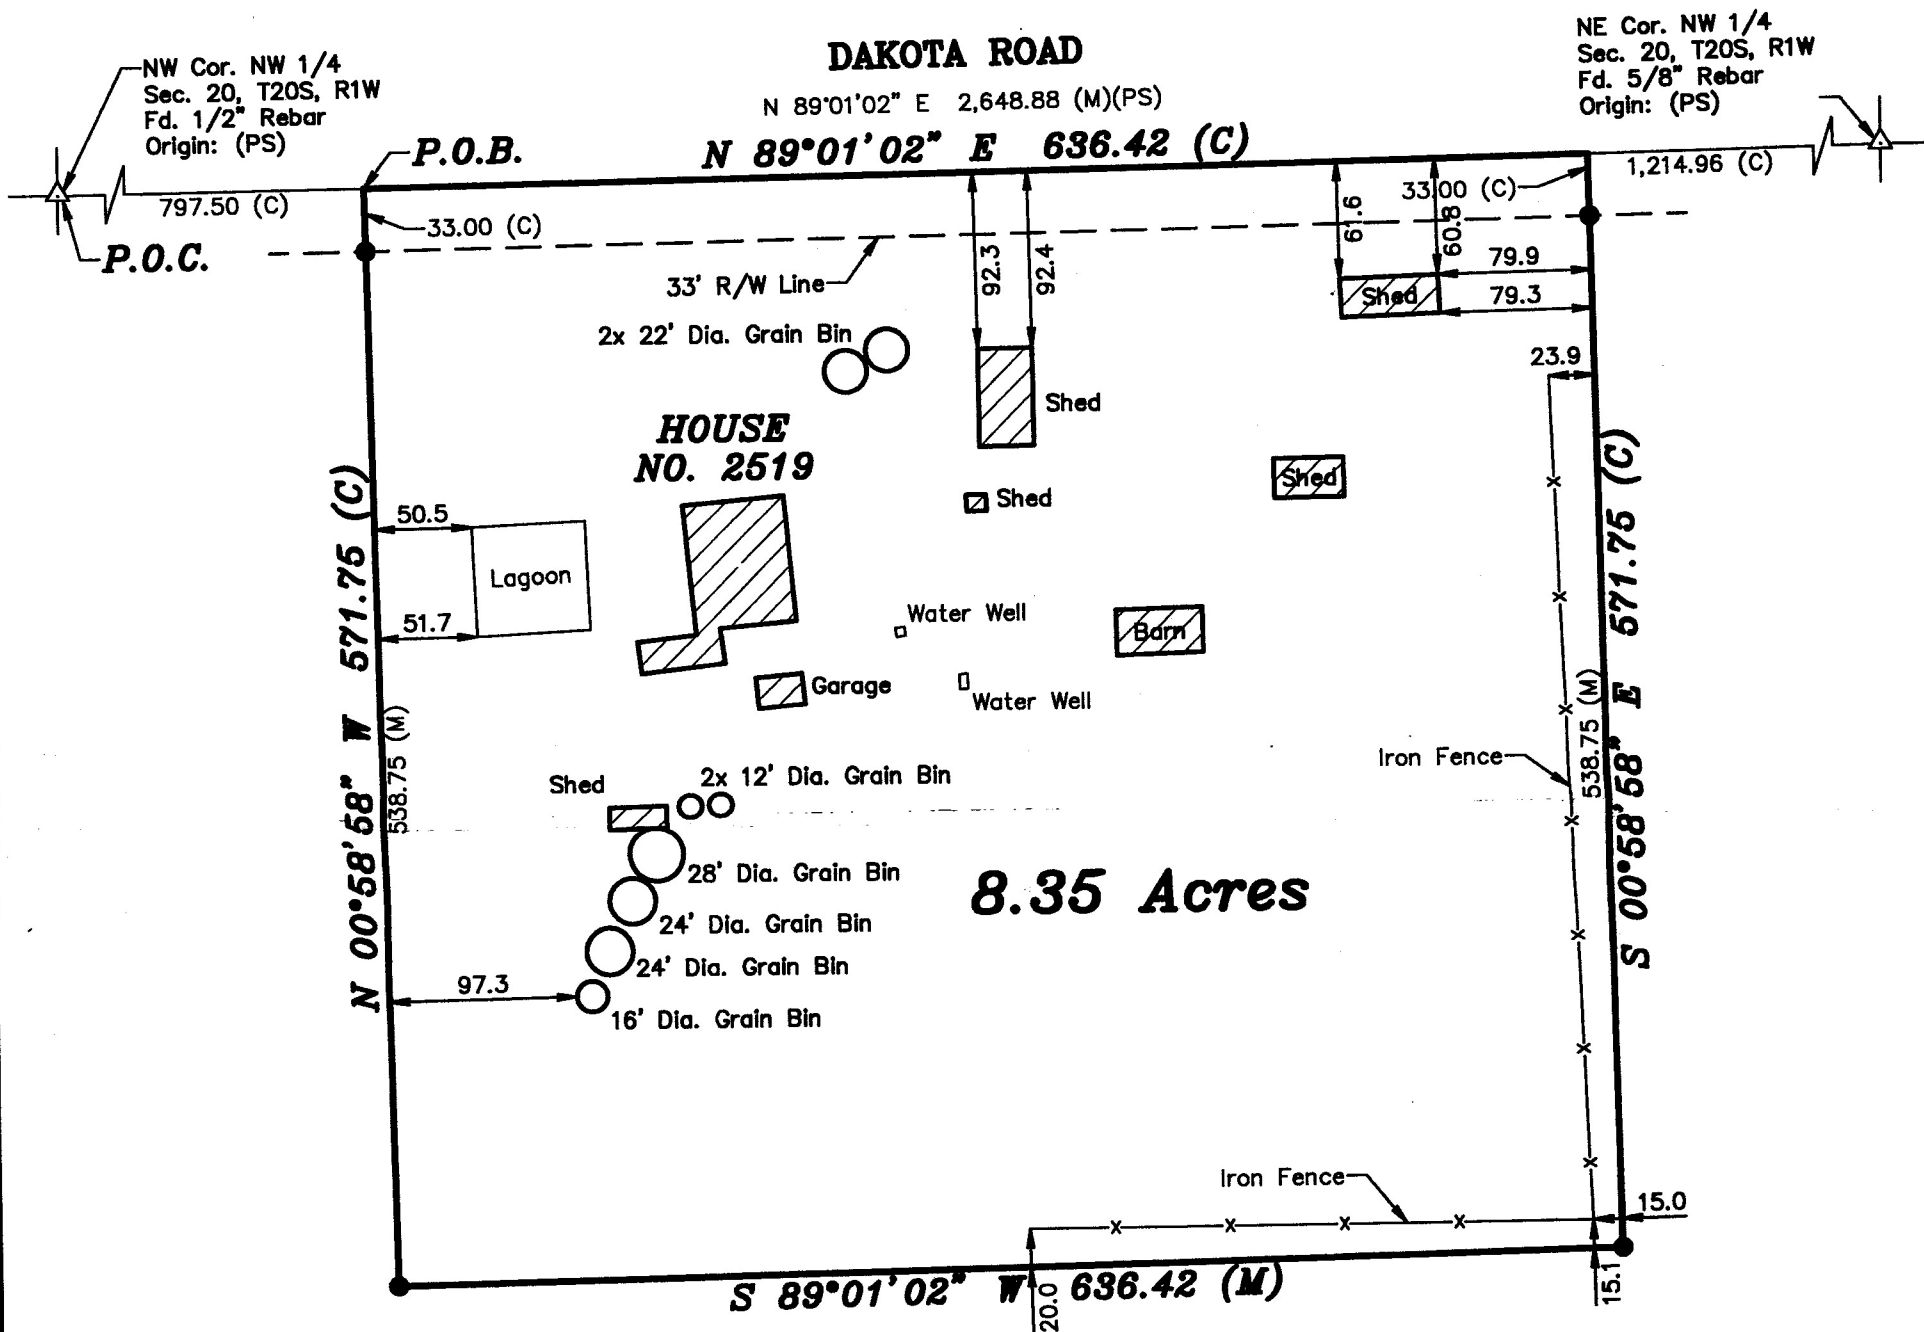 DAKOTA ROAD
N 89°01'02" E 2,648.88 (M)(PS)
N 89°01'02" E 636.42 (C)
NW Cor. NW 1/4
Sec. 20, T20S, R1W
Fd. 1/2" Rebar
Origin: (PS)
NE Cor. NW 1/4
Sec. 20, T20S, R1W
Fd. 5/8" Rebar
Origin: (PS)
P.O.B.
797.50 (C)
1,214.96 (C)
P.O.C.
33.00 (C)
33.00 (C)
33' R/W Line
92.3
92.4
61.6
60.8
79.9
79.3
Shed
23.9
2x 22' Dia. Grain Bin
Shed
HOUSE
NO. 2519
Shed
Shed
50.5
Lagoon
51.7
Water Well
Barn
Garage
Water Well
N 00°58'58" W 571.75 (C)
538.75 (M)
S 00°58'58" E 571.75 (C)
538.75 (M)
Iron Fence
Shed
2x 12' Dia. Grain Bin
28' Dia. Grain Bin
24' Dia. Grain Bin
24' Dia. Grain Bin
97.3
16' Dia. Grain Bin
8.35 Acres
Iron Fence
15.0
15.1
20.0
S 89°01'02" W 636.42 (M)